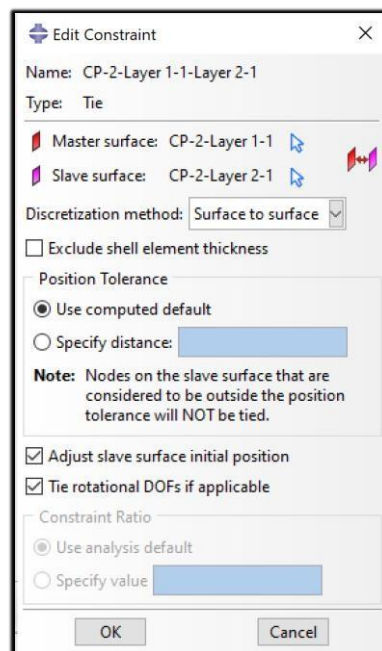 Edit Constraint
Name: CP-2-Layer 1-1-Layer 2-1
Type: Tie
Master surface: CP-2-Layer 1-1
Slave surface: CP-2-Layer 2-1
Discretization method: Surface to surface
Exclude shell element thickness
Position Tolerance
Use computed default
Specify distance:
Note: Nodes on the slave surface that are
considered to be outside the position
tolerance will NOT be tied.
Adjust slave surface initial position
Tie rotational DOFs if applicable
Constraint Ratio
Use analysis default
Specify value
OK Cancel